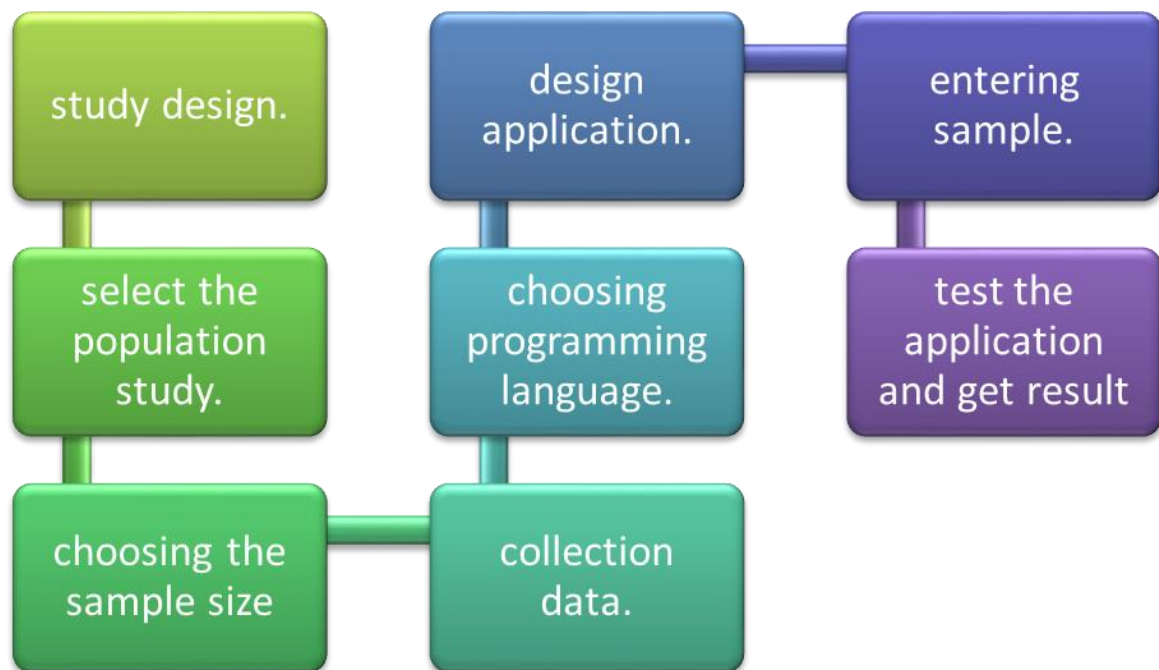 study design.
select the
population
study.
choosing the
sample size
collection
data.
choosing
programming
language.
design
application.
entering
sample.
test the
application
and get result